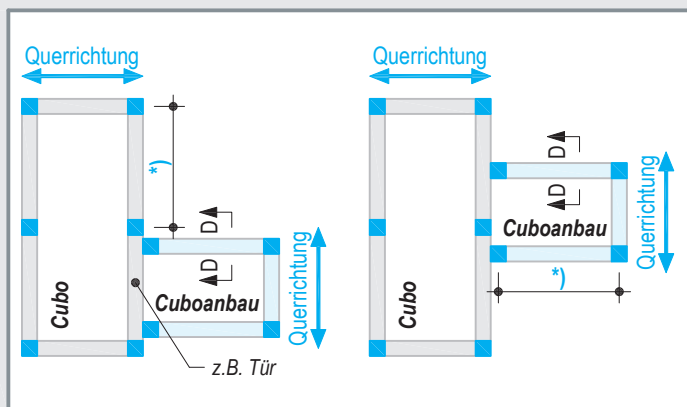 Querrichtung
*)
D
D
Cubo
Cuboanbau
Querrichtung
z.B. Tür
Querrichtung
D
D
Cubo
Cuboanbau
*)
Querrichtung